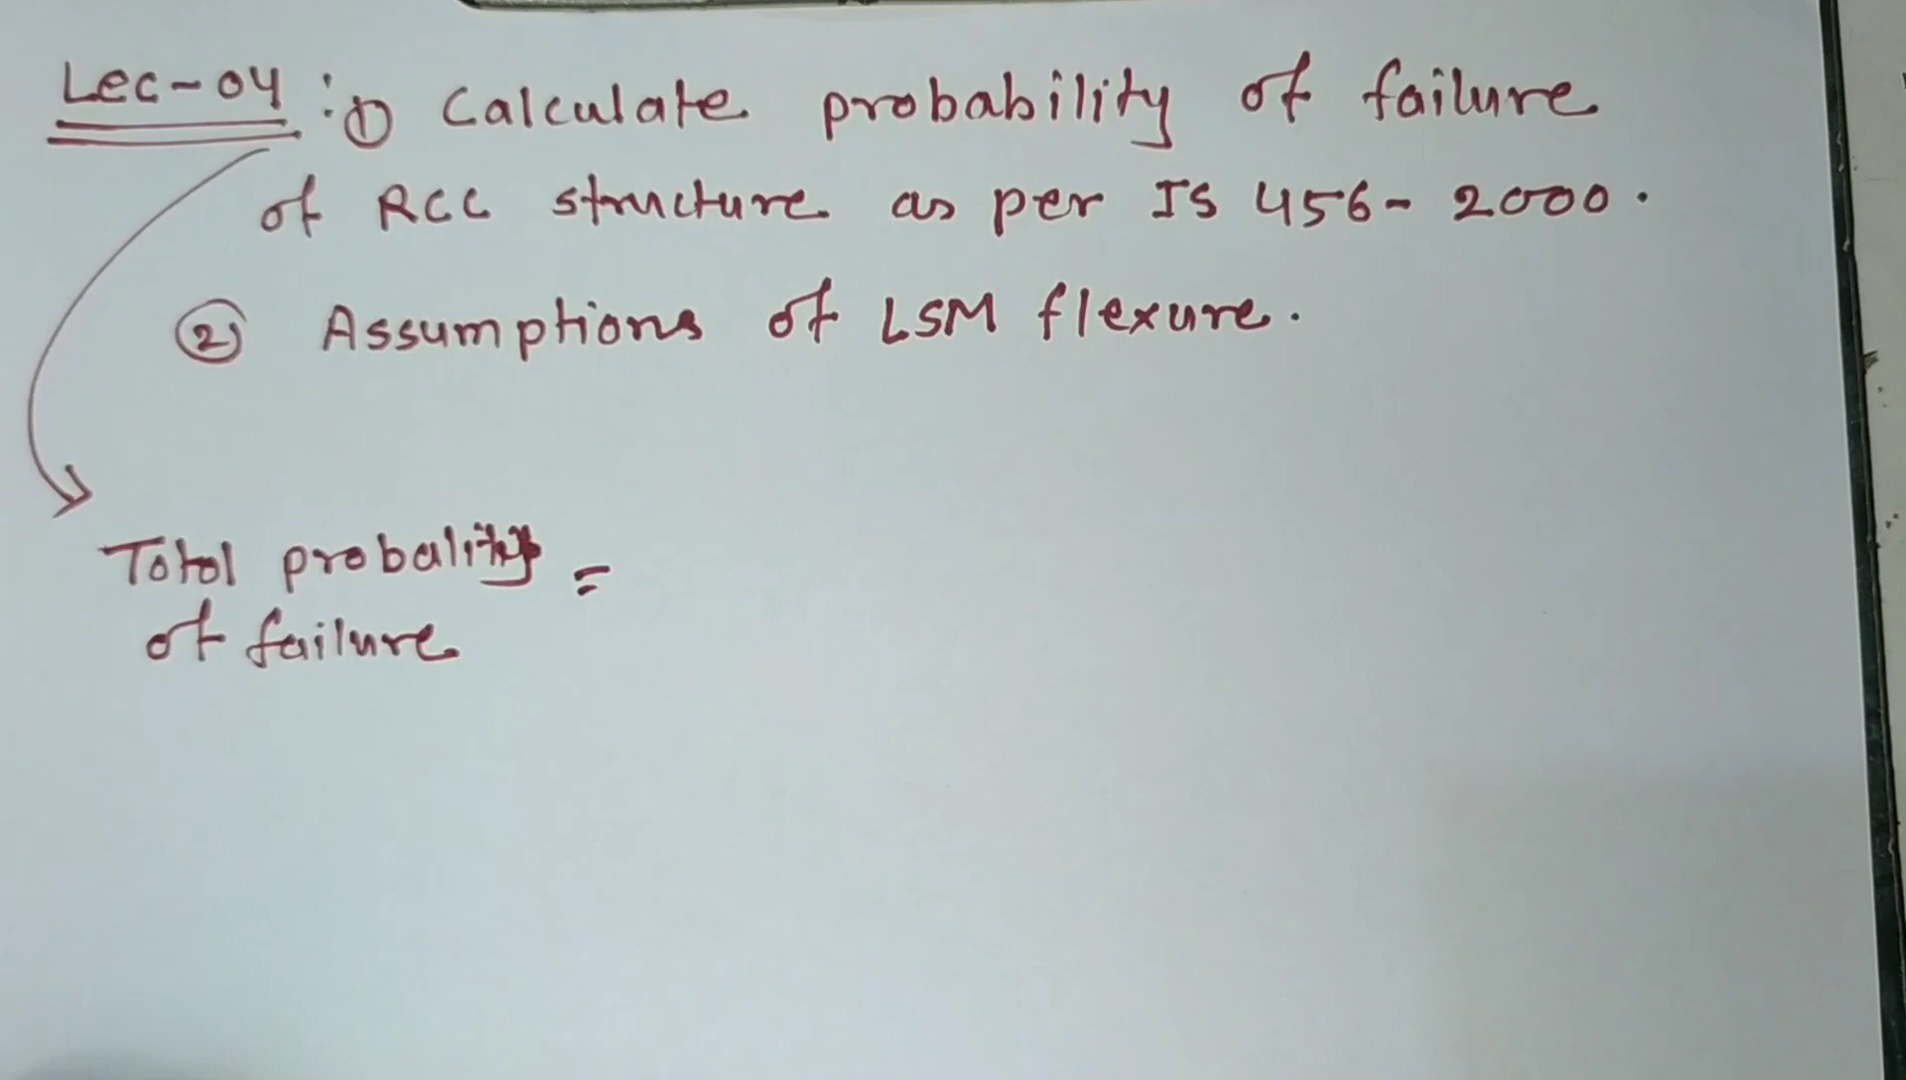 Lec-04 : ① Calculate probability of failure
of RCC structure as per IS 456-2000.
② Assumptions of LSM flexure.
Total probality =
of failure